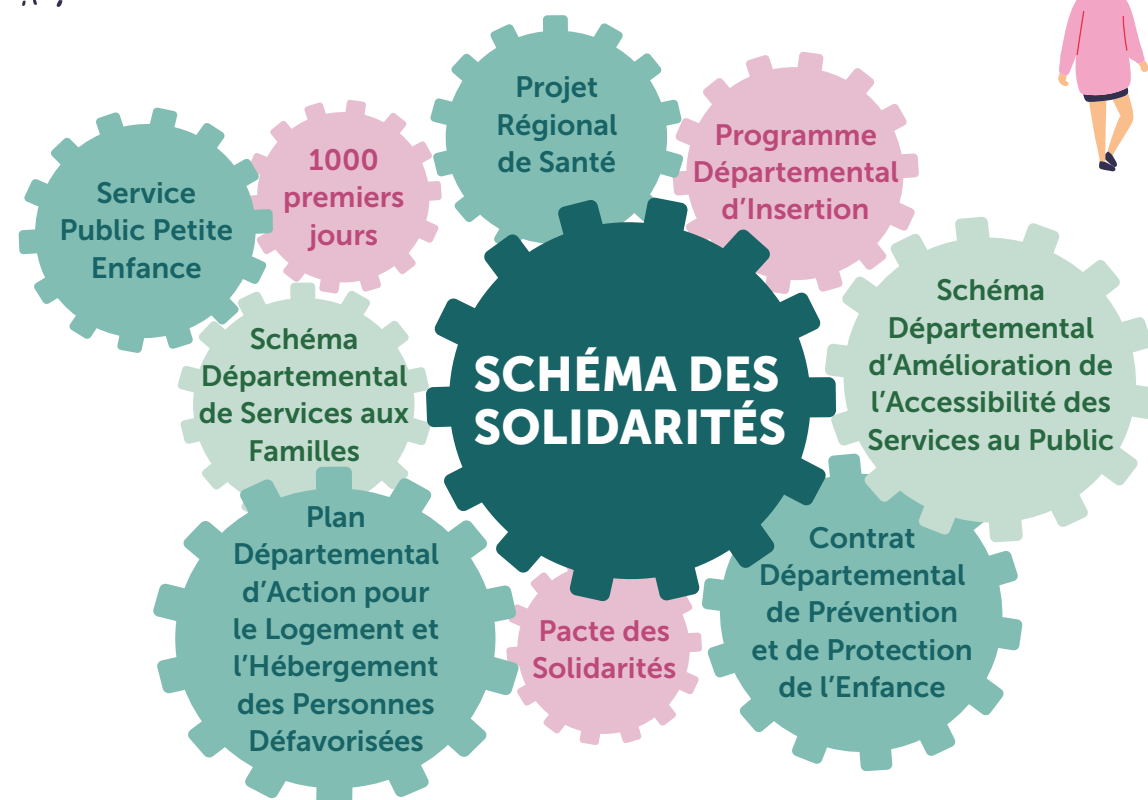 Projet
Régional
de Santé
Programme
Départemental
d'Insertion
1000
premiers
jours
Service
Public Petite
Enfance
Schéma
Départemental
de Services aux
Familles
SCHÉMA DES
SOLIDARITÉS
Schéma
Départemental
d'Amélioration de
l'Accessibilité des
Services au Public
Plan
Départemental
d'Action pour
le Logement et
l'Hébergement
des Personnes
Défavorisées
Pacte des
Solidarités
Contrat
Départemental
de Prévention
et de Protection
de l'Enfance